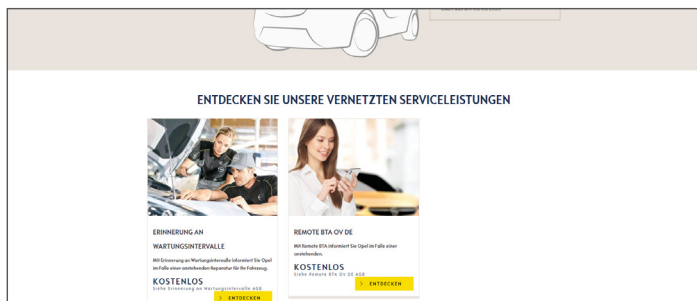 ENTDECKEN SIE UNSERE VERNETZTEN SERVICELEISTUNGEN
ERINNERUNG AN
WARTUNGSINTERVALLE
Mit Erinnerung an Wartungsintervalle informiert Sie Opel
im Falle einer anstehenden Reparatur für Ihr Fahrzeug.
KOSTENLOS
Siehe Erinnerung an Wartungsintervalle AGB
> ENTDECKEN
REMOTE BTA OV DE
Mit Remote BTA informiert Sie Opel im Falle einer
anstehenden.
KOSTENLOS
Siehe Remote BTA OV DE AGB
> ENTDECKEN